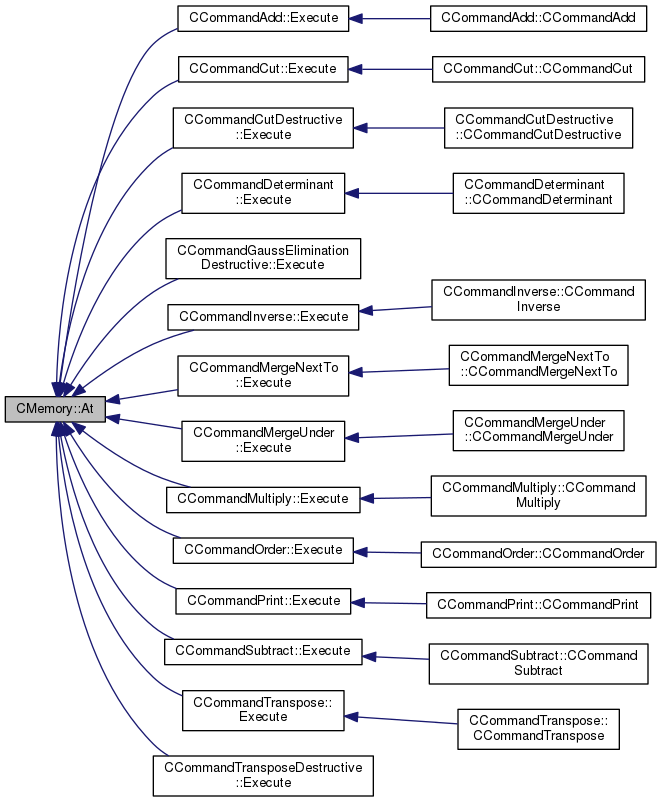 CCommandAdd::Execute
CCommandAdd::CCommandAdd
CCommandCut::Execute
CCommandCut::CCommandCut
CCommandCutDestructive
::Execute
CCommandCutDestructive
::CCommandCutDestructive
CCommandDeterminant
::Execute
CCommandDeterminant
::CCommandDeterminant
CCommandGaussElimination
Destructive::Execute
CCommandInverse::Execute
CCommandInverse::CCommand
Inverse
CCommandMergeNextTo
::Execute
CCommandMergeNextTo
::CCommandMergeNextTo
CMemory::At
CCommandMergeUnder
::Execute
CCommandMergeUnder
::CCommandMergeUnder
CCommandMultiply::Execute
CCommandMultiply::CCommand
Multiply
CCommandOrder::Execute
CCommandOrder::CCommandOrder
CCommandPrint::Execute
CCommandPrint::CCommandPrint
CCommandSubtract::Execute
CCommandSubtract::CCommand
Subtract
CCommandTranspose::
Execute
CCommandTranspose::
CCommandTranspose
CCommandTransposeDestructive
::Execute